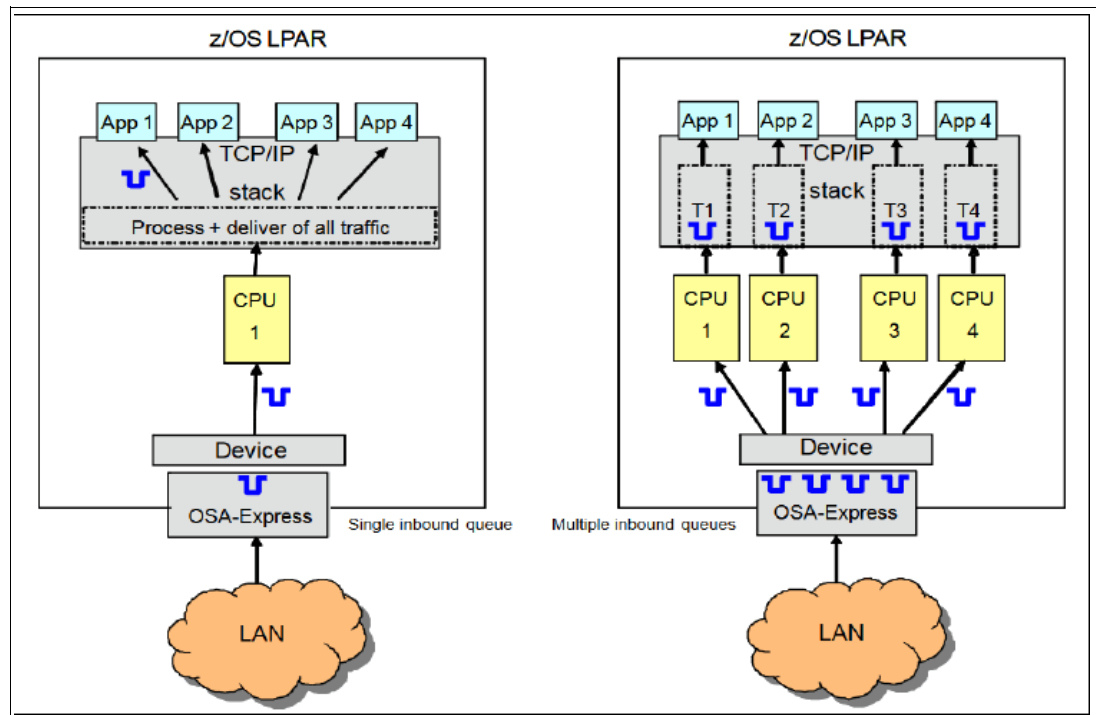 z/OS LPAR
App 1 App 2 App 3 App 4
TCP/IP
stack
Process + deliver of all traffic
CPU
1
Device
OSA-Express
Single inbound queue
LAN
z/OS LPAR
App 1 App 2 App 3 App 4
TCP/IP
stack
T1 T2 T3 T4
CPU CPU CPU CPU
1 2 3 4
Device
OSA-Express
Multiple inbound queues
LAN